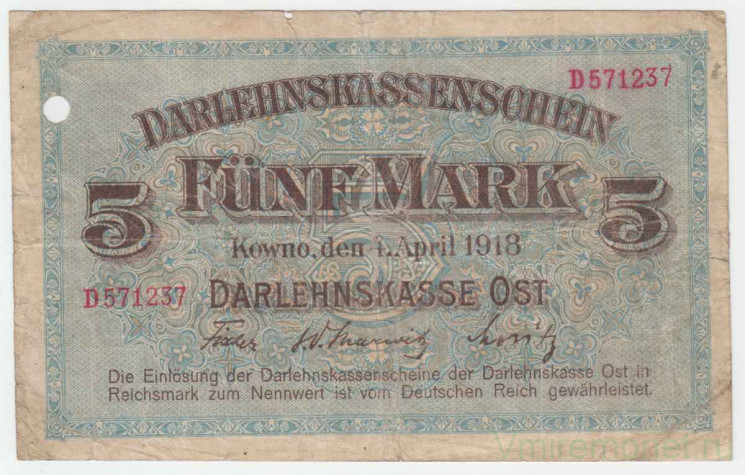 D571237
DARLEHNSKASSENSCHEIN
5 FÜNF MARK 5
Kowno, den 4. April 1918
D571237 DARLEHNSKASSE OST
Die Einlösung der Darlehnskassenscheine der Darlehnskasse Ost in
Reichsmark zum Nennwert ist vom Deutschen Reich gewährleistet.